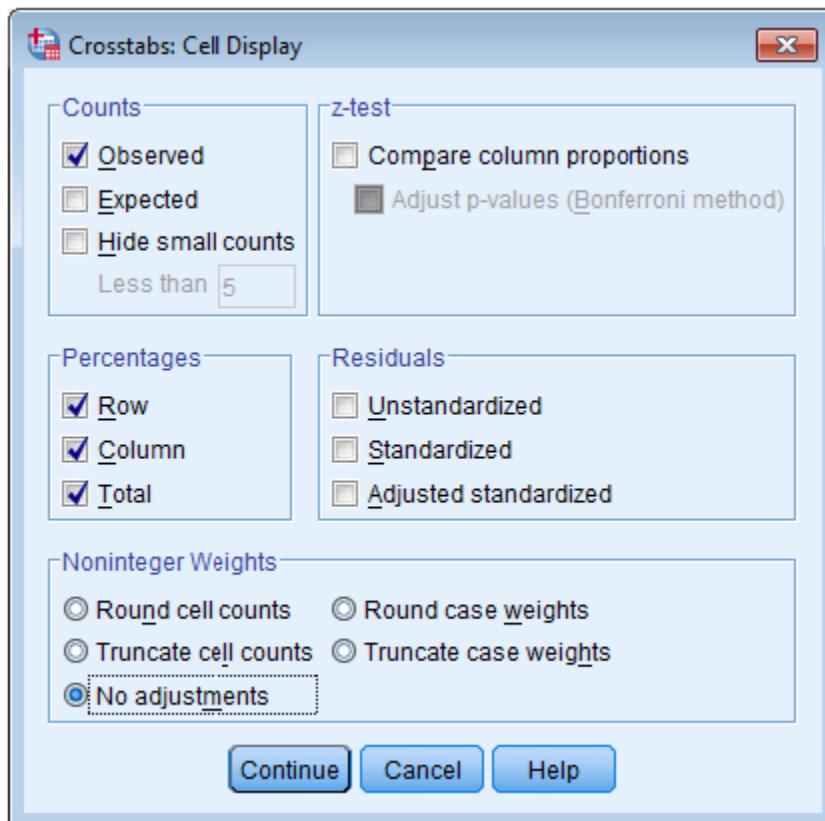 Crosstabs: Cell Display
Counts
Observed
Expected
Hide small counts
Less than 5
z-test
Compare column proportions
Adjust p-values (Bonferroni method)
Percentages
Row
Column
Total
Residuals
Unstandardized
Standardized
Adjusted standardized
Noninteger Weights
Round cell counts
Round case weights
Truncate cell counts
Truncate case weights
No adjustments
Continue
Cancel
Help